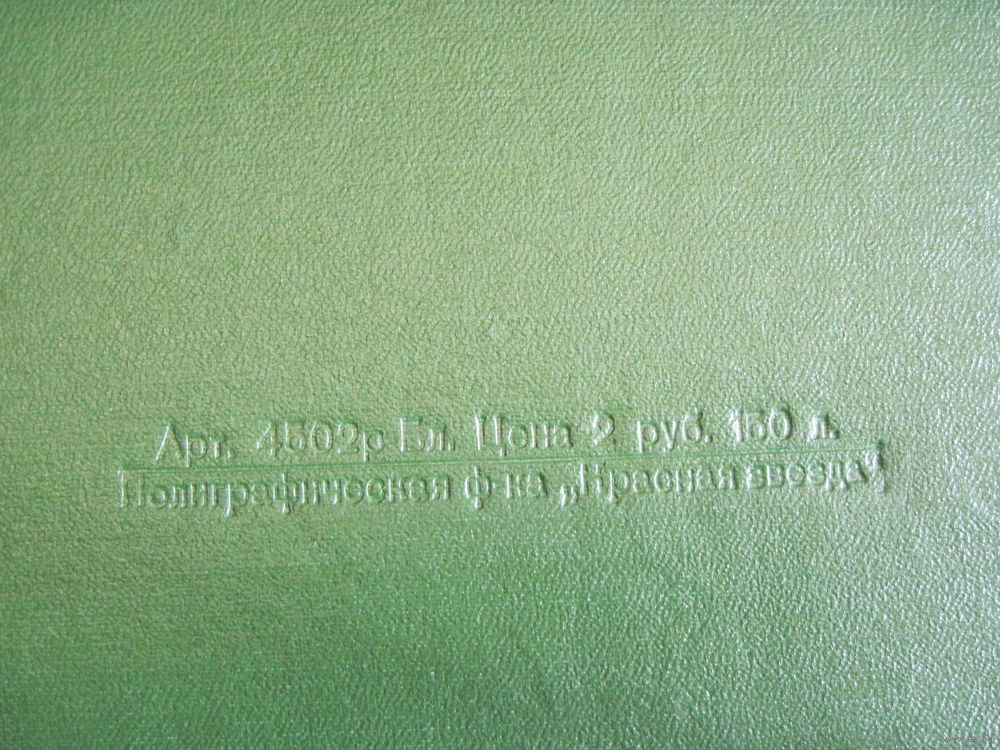 Арт. 4502р Бл. Цена 2 руб. 150 л.
Полиграфическая ф-ка „Красная звезда"